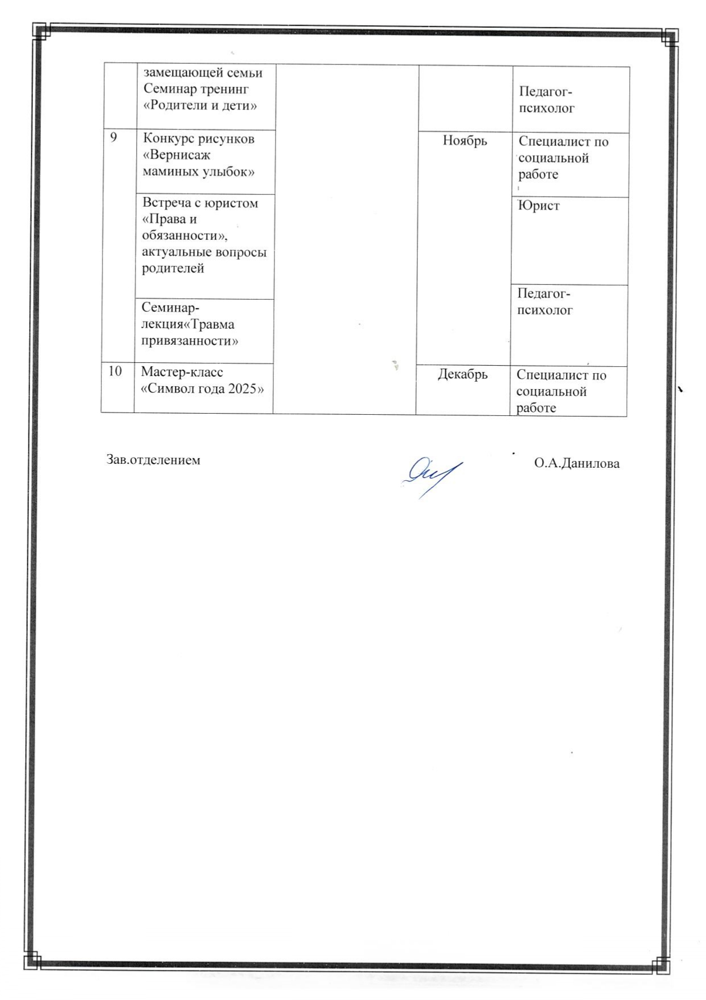 замещающей семьи
Семинар тренинг
«Родители и дети»
Педагог-
психолог
9
Конкурс рисунков
«Вернисаж
маминых улыбок»
Ноябрь
Специалист по
социальной
работе
Встреча с юристом
«Права и
обязанности»,
актуальные вопросы
родителей
Юрист
Семинар-
лекция«Травма
привязанности»
Педагог-
психолог
10
Мастер-класс
«Символ года 2025»
Декабрь
Специалист по
социальной
работе
Зав.отделением
О.А.Данилова